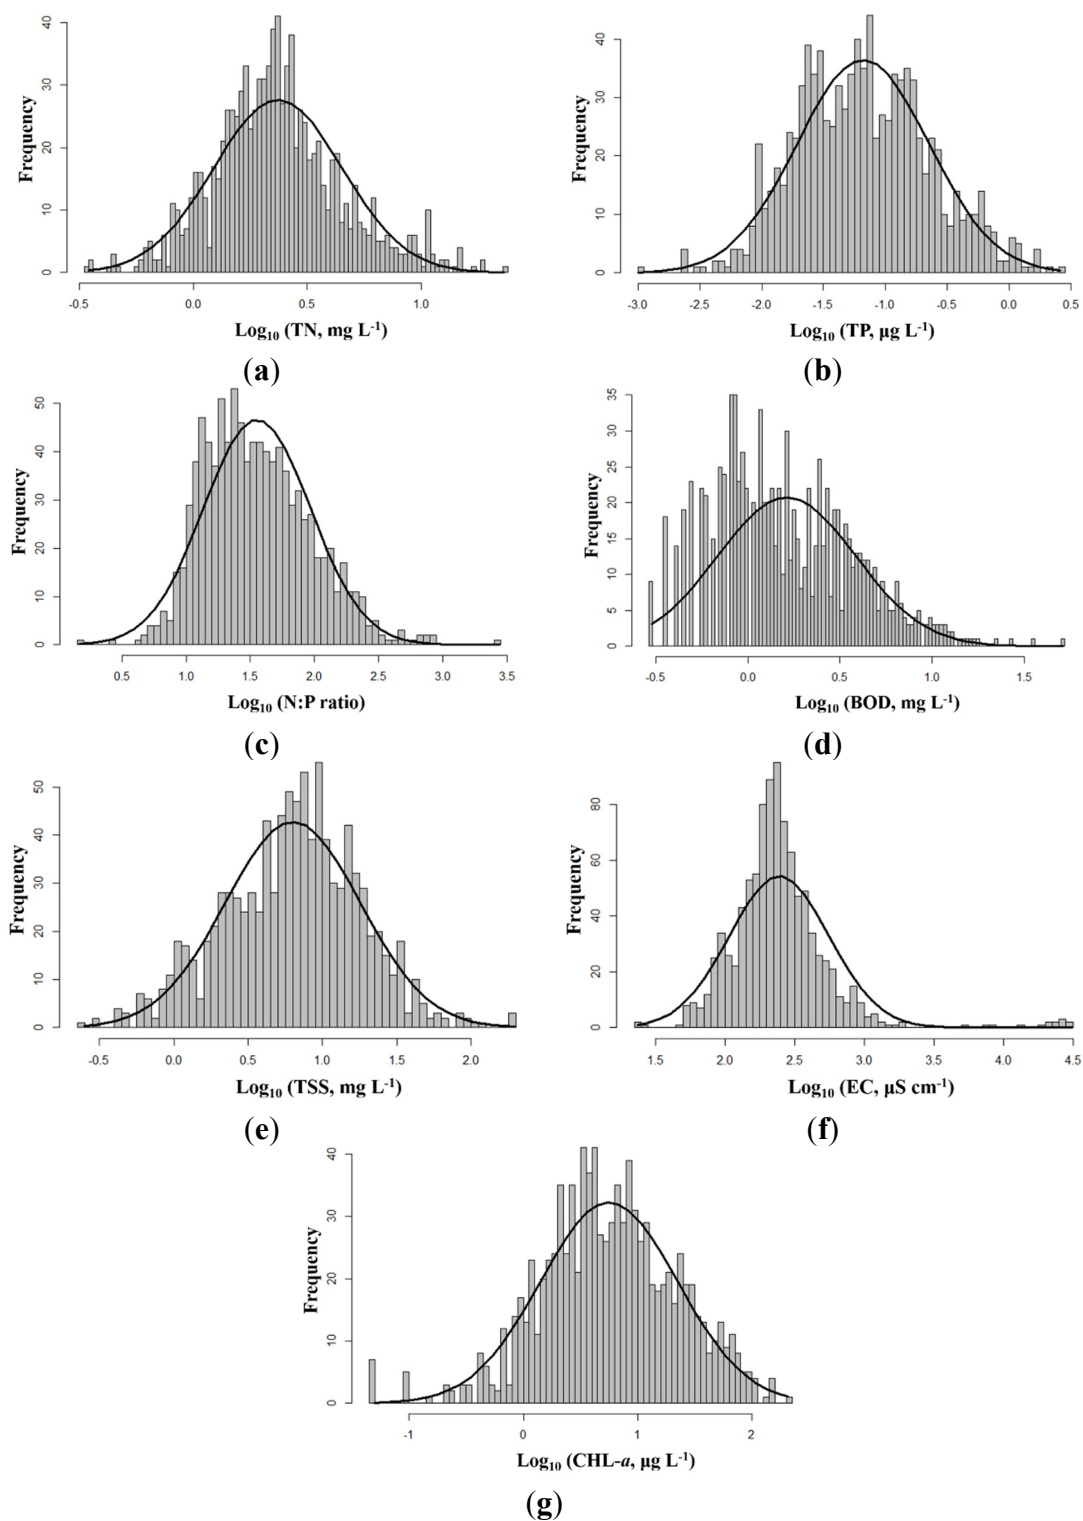 Frequency
40
30
20
10
0
-0.5 0.0 0.5 1.0
Log₁₀ (TN, mg L⁻¹)
(a)
Frequency
40
30
20
10
0
-3.0 -2.5 -2.0 -1.5 -1.0 -0.5 0.0 0.5
Log₁₀ (TP, µg L⁻¹)
(b)
Frequency
50
40
30
20
10
0
0.5 1.0 1.5 2.0 2.5 3.0 3.5
Log₁₀ (N:P ratio)
(c)
Frequency
35
30
25
20
15
10
5
0
-0.5 0.0 0.5 1.0 1.5
Log₁₀ (BOD, mg L⁻¹)
(d)
Frequency
50
40
30
20
10
0
-0.5 0.0 0.5 1.0 1.5 2.0
Log₁₀ (TSS, mg L⁻¹)
(e)
Frequency
80
60
40
20
0
1.5 2.0 2.5 3.0 3.5 4.0 4.5
Log₁₀ (EC, µS cm⁻¹)
(f)
Frequency
40
30
20
10
0
-1 0 1 2
Log₁₀ (CHL-a, µg L⁻¹)
(g)